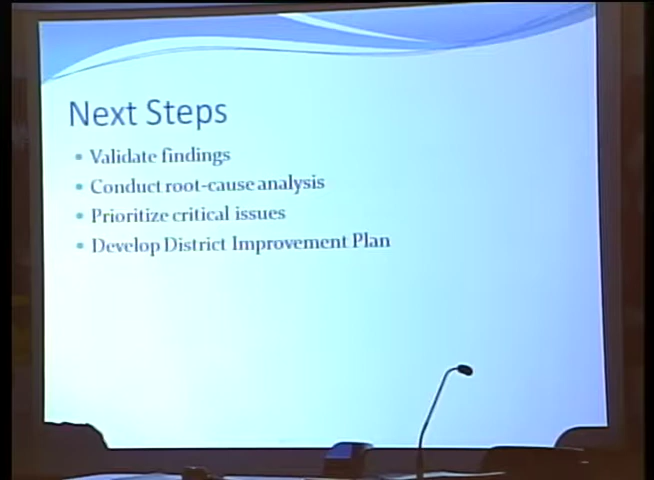 Next Steps
Validate findings
Conduct root-cause analysis
Prioritize critical issues
Develop District Improvement Plan